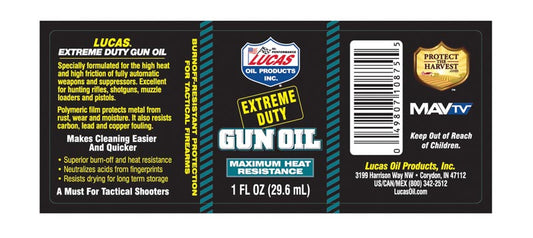 LUCAS®
EXTREME DUTY GUN OIL
Specially formulated for the high heat
and high friction of fully automatic
weapons and suppressors. Excellent
for hunting rifles, shotguns, muzzle
loaders and pistols.
Polymeric film protects metal from
rust, wear and moisture. It also resists
carbon, lead and copper fouling.
Makes Cleaning Easier
And Quicker
• Superior burn-off and heat resistance
• Neutralizes acids from fingerprints
• Resists drying for long term storage
A Must For Tactical Shooters
BURNOFF-RESISTANT PROTECTION
FOR TACTICAL FIREARMS
PERFORMANCE
LUCAS
OIL PRODUCTS
INC.
EXTREME
DUTY
GUN OIL
MAXIMUM HEAT
RESISTANCE
1 FL OZ (29.6 mL)
0 49807 10875 5
PROTECT
THE
HARVEST
MAVTV
Keep Out of Reach
of Children.
Lucas Oil Products, Inc.
3199 Harrison Way NW • Corydon, IN 47112
US/CAN/MEX (800) 342-2512
LucasOil.com